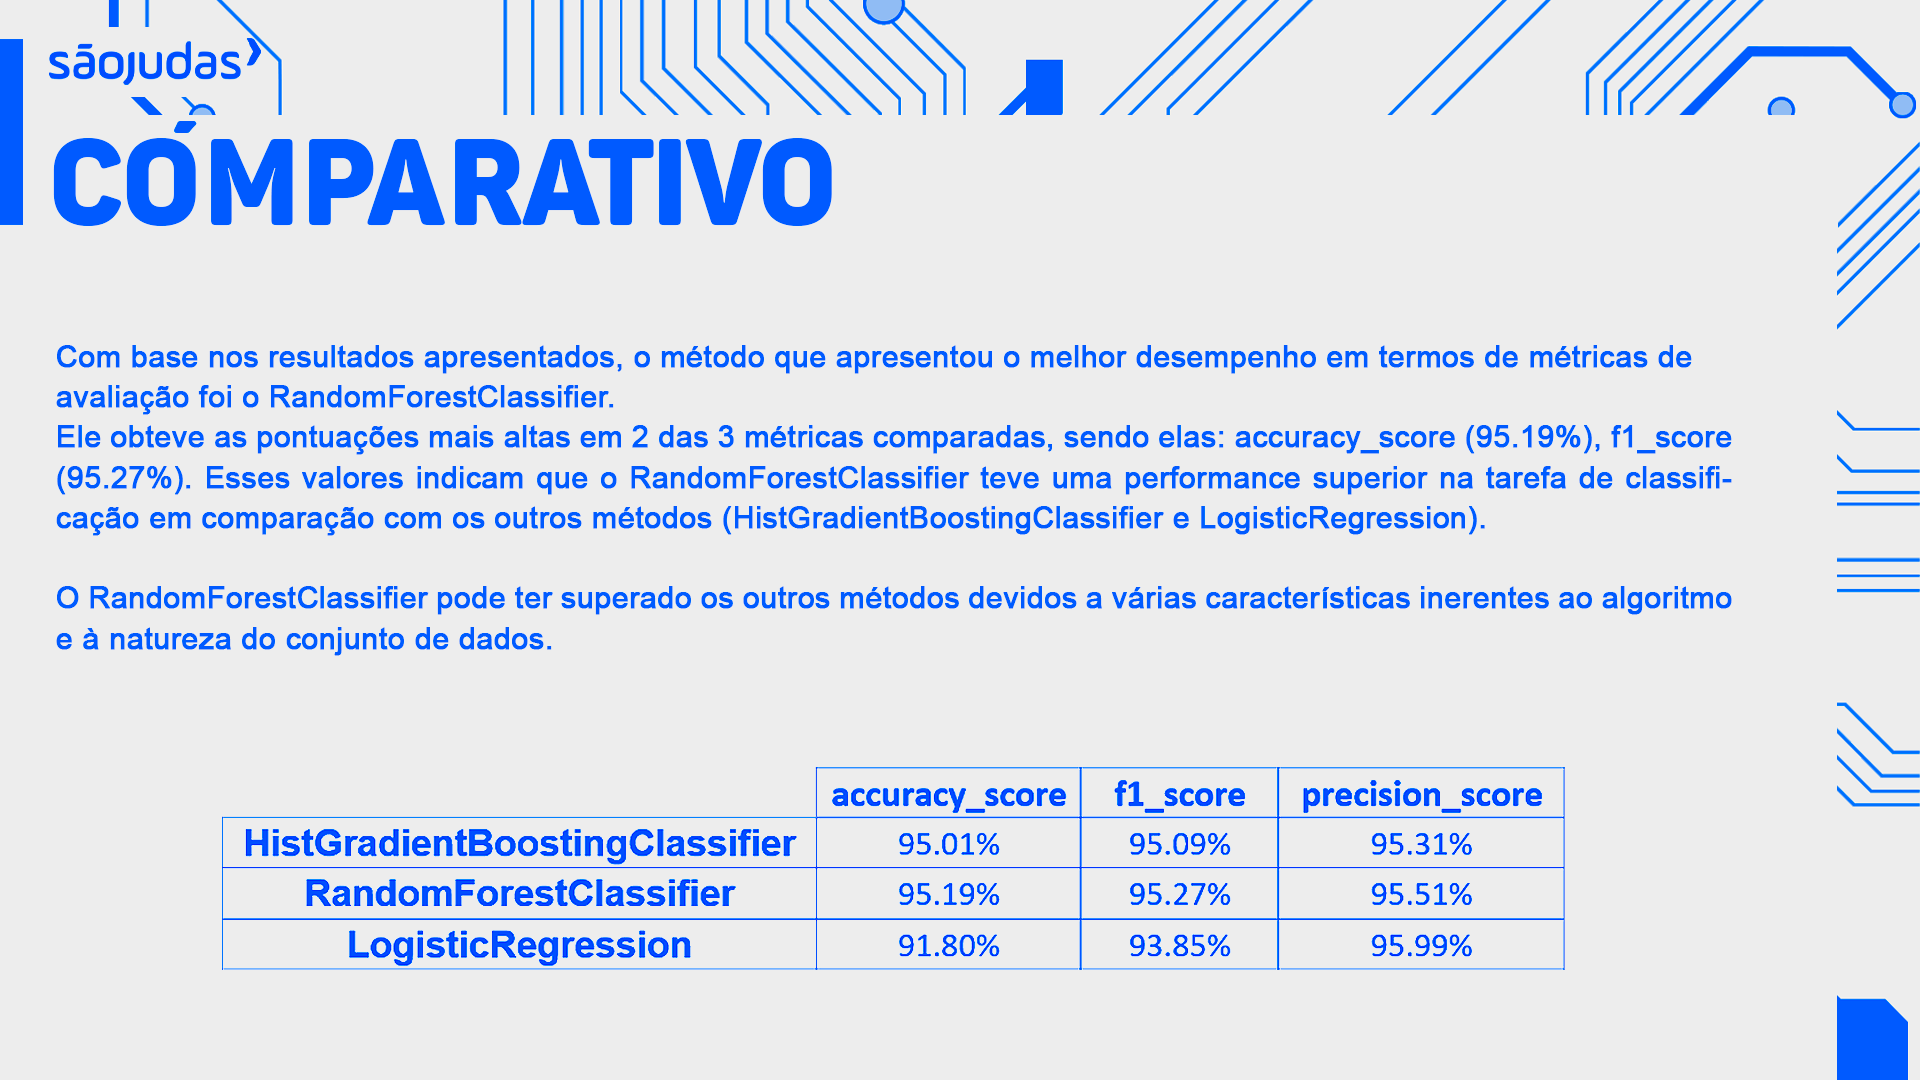 sãojudas
CÓMPARATIVO
Com base nos resultados apresentados, o método que apresentou o melhor desempenho em termos de métricas de
avaliação foi o RandomForestClassifier.
Ele obteve as pontuações mais altas em 2 das 3 métricas comparadas, sendo elas: accuracy_score (95.19%), f1_score
(95.27%). Esses valores indicam que o RandomForestClassifier teve uma performance superior na tarefa de classifi-
cação em comparação com os outros métodos (HistGradientBoostingClassifier e LogisticRegression).
O RandomForestClassifier pode ter superado os outros métodos devidos a várias características inerentes ao algoritmo
e à natureza do conjunto de dados.
accuracy_score f1_score precision_score
HistGradientBoostingClassifier 95.01% 95.09% 95.31%
RandomForestClassifier 95.19% 95.27% 95.51%
LogisticRegression 91.80% 93.85% 95.99%